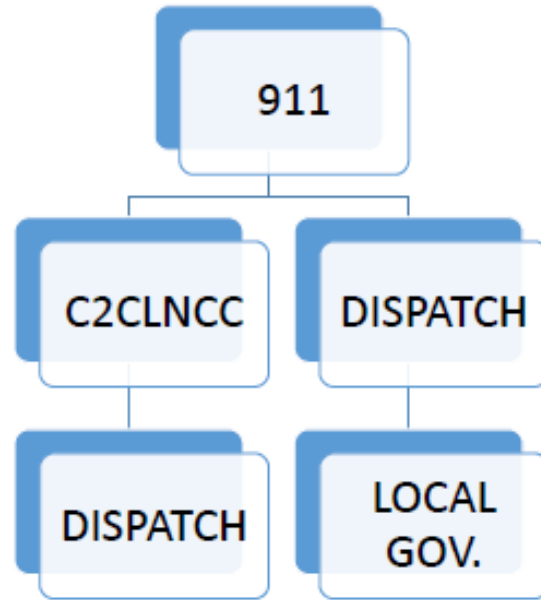 911
C2CLNCC
DISPATCH
DISPATCH
LOCAL
GOV.